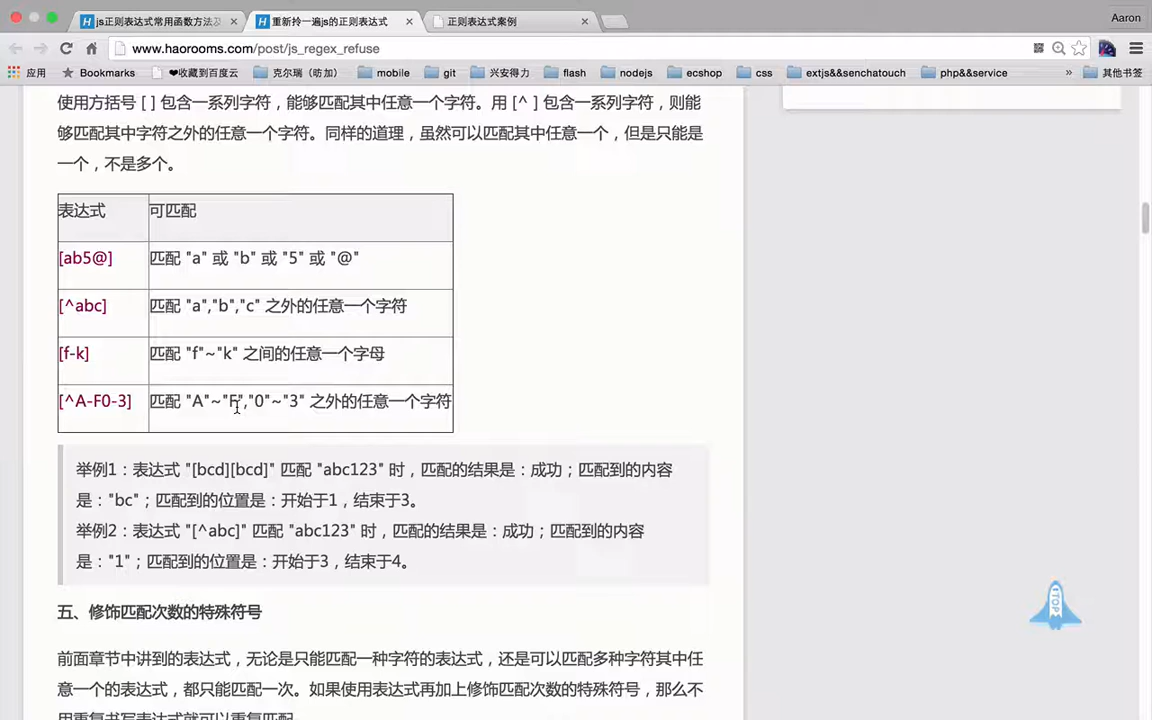 js正则表达式常用函数方法及
重新拎一遍js的正则表达式
正则表达式案例
Aaron
www.haorooms.com/post/js_regex_refuse
应用 Bookmarks ❤收藏到百度云 克尔瑞（昉加） mobile git 兴安得力 flash nodejs ecshop css extjs&&senchatouch php&&service » 其他书签
使用方括号 [ ] 包含一系列字符，能够匹配其中任意一个字符。用 [^ ] 包含一系列字符，则能
够匹配其中字符之外的任意一个字符。同样的道理，虽然可以匹配其中任意一个，但是只能是
一个，不是多个。
表达式 可匹配
[ab5@] 匹配 "a" 或 "b" 或 "5" 或 "@"
[^abc] 匹配 "a","b","c" 之外的任意一个字符
[f-k] 匹配 "f"~"k" 之间的任意一个字母
[^A-F0-3] 匹配 "A"~"F","0"~"3" 之外的任意一个字符
举例1：表达式 "[bcd][bcd]" 匹配 "abc123" 时，匹配的结果是：成功；匹配到的内容
是："bc"；匹配到的位置是：开始于1，结束于3。
举例2：表达式 "[^abc]" 匹配 "abc123" 时，匹配的结果是：成功；匹配到的内容
是："1"；匹配到的位置是：开始于3，结束于4。
TOP
五、修饰匹配次数的特殊符号
前面章节中讲到的表达式，无论是只能匹配一种字符的表达式，还是可以匹配多种字符其中任
意一个的表达式，都只能匹配一次。如果使用表达式再加上修饰匹配次数的特殊符号，那么不
用重复书写表达式就可以重复匹配。